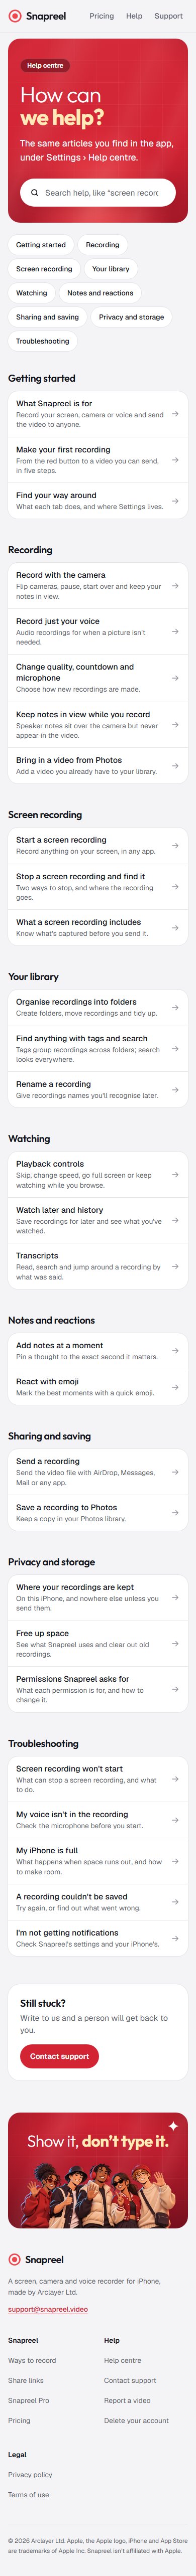 Snapreel
Pricing
Help
Support
Help centre
How can
we help?
The same articles you find in the app,
under Settings › Help centre.
Search help, like “screen recor
Getting started
Recording
Screen recording
Your library
Watching
Notes and reactions
Sharing and saving
Privacy and storage
Troubleshooting
Getting started
What Snapreel is for
Record your screen, camera or voice and send
the video to anyone.
Make your first recording
From the red button to a video you can send,
in five steps.
Find your way around
What each tab does, and where Settings lives.
Recording
Record with the camera
Flip cameras, pause, start over and keep your
notes in view.
Record just your voice
Audio recordings for when a picture isn't
needed.
Change quality, countdown and
microphone
Choose how new recordings are made.
Keep notes in view while you record
Speaker notes sit over the camera but never
appear in the video.
Bring in a video from Photos
Add a video you already have to your library.
Screen recording
Start a screen recording
Record anything on your screen, in any app.
Stop a screen recording and find it
Two ways to stop, and where the recording
goes.
What a screen recording includes
Know what's captured before you send it.
Your library
Organise recordings into folders
Create folders, move recordings and tidy up.
Find anything with tags and search
Tags group recordings across folders; search
looks everywhere.
Rename a recording
Give recordings names you'll recognise later.
Watching
Playback controls
Skip, change speed, go full screen or keep
watching while you browse.
Watch later and history
Save recordings for later and see what you've
watched.
Transcripts
Read, search and jump around a recording by
what was said.
Notes and reactions
Add notes at a moment
Pin a thought to the exact second it matters.
React with emoji
Mark the best moments with a quick emoji.
Sharing and saving
Send a recording
Send the video file with AirDrop, Messages,
Mail or any app.
Save a recording to Photos
Keep a copy in your Photos library.
Privacy and storage
Where your recordings are kept
On this iPhone, and nowhere else unless you
send them.
Free up space
See what Snapreel uses and clear out old
recordings.
Permissions Snapreel asks for
What each permission is for, and how to
change it.
Troubleshooting
Screen recording won't start
What can stop a screen recording, and what
to do.
My voice isn't in the recording
Check the microphone before you start.
My iPhone is full
What happens when space runs out, and how
to make room.
A recording couldn't be saved
Try again, or find out what went wrong.
I'm not getting notifications
Check Snapreel's settings and your iPhone's.
Still stuck?
Write to us and a person will get back to
you.
Contact support
Show it, don't type it.
Snapreel
A screen, camera and voice recorder for iPhone,
made by Arclayer Ltd.
support@snapreel.video
Snapreel
Help
Ways to record
Help centre
Share links
Contact support
Snapreel Pro
Report a video
Pricing
Delete your account
Legal
Privacy policy
Terms of use
© 2026 Arclayer Ltd. Apple, the Apple logo, iPhone and App Store
are trademarks of Apple Inc. Snapreel isn't affiliated with Apple.